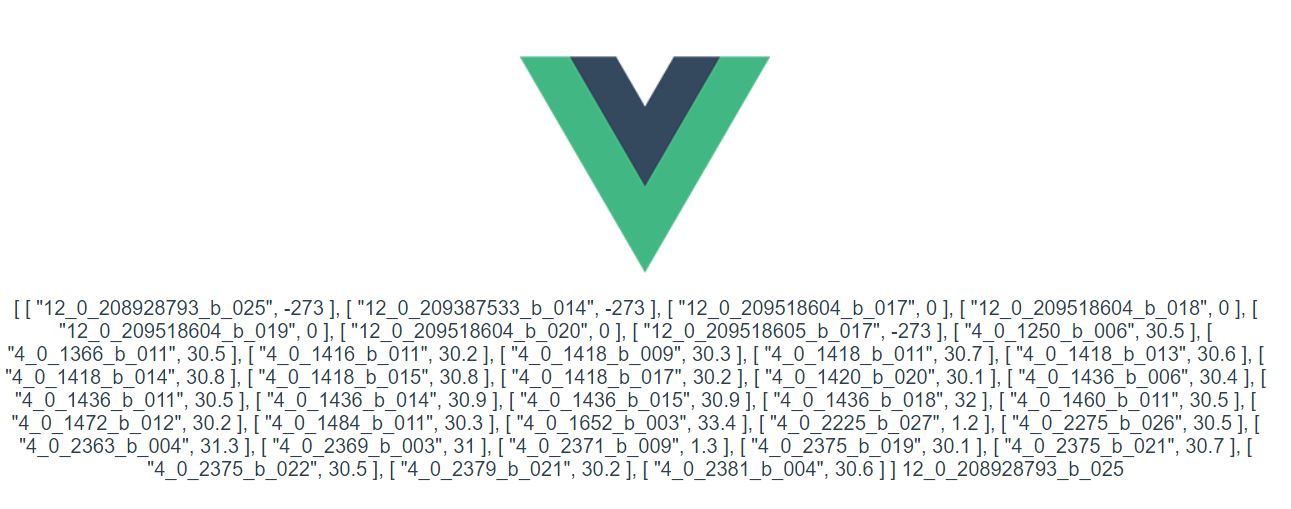 [ [ "12_0_208928793_b_025", -273 ], [ "12_0_209387533_b_014", -273 ], [ "12_0_209518604_b_017", 0 ], [ "12_0_209518604_b_018", 0 ], [
"12_0_209518604_b_019", 0 ], [ "12_0_209518604_b_020", 0 ], [ "12_0_209518605_b_017", -273 ], [ "4_0_1250_b_006", 30.5 ], [
"4_0_1366_b_011", 30.5 ], [ "4_0_1416_b_011", 30.2 ], [ "4_0_1418_b_009", 30.3 ], [ "4_0_1418_b_011", 30.7 ], [ "4_0_1418_b_013", 30.6 ], [
"4_0_1418_b_014", 30.8 ], [ "4_0_1418_b_015", 30.8 ], [ "4_0_1418_b_017", 30.2 ], [ "4_0_1420_b_020", 30.1 ], [ "4_0_1436_b_006", 30.4 ], [
"4_0_1436_b_011", 30.5 ], [ "4_0_1436_b_014", 30.9 ], [ "4_0_1436_b_015", 30.9 ], [ "4_0_1436_b_018", 32 ], [ "4_0_1460_b_011", 30.5 ], [
"4_0_1472_b_012", 30.2 ], [ "4_0_1484_b_011", 30.3 ], [ "4_0_1652_b_003", 33.4 ], [ "4_0_2225_b_027", 1.2 ], [ "4_0_2275_b_026", 30.5 ], [
"4_0_2363_b_004", 31.3 ], [ "4_0_2369_b_003", 31 ], [ "4_0_2371_b_009", 1.3 ], [ "4_0_2375_b_019", 30.1 ], [ "4_0_2375_b_021", 30.7 ], [
"4_0_2375_b_022", 30.5 ], [ "4_0_2379_b_021", 30.2 ], [ "4_0_2381_b_004", 30.6 ] ] 12_0_208928793_b_025